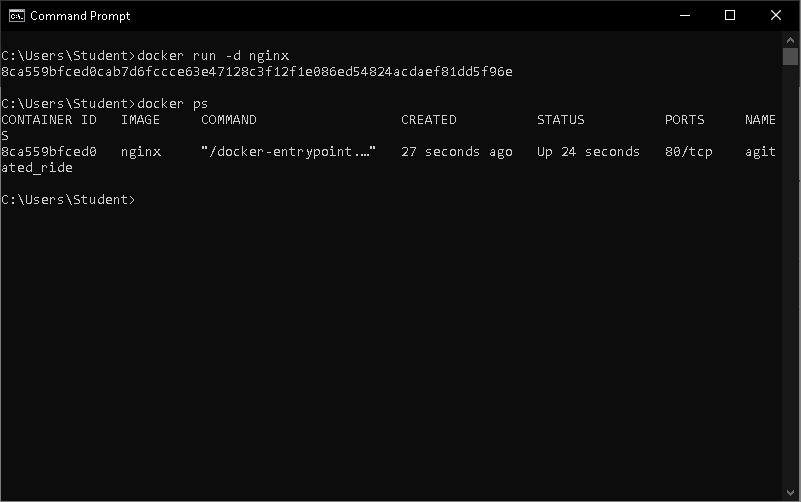 Command Prompt
C:\Users\Student>docker run -d nginx
8ca559bfced0cab7d6fccce63e47128c3f12f1e086ed54824acdaef81dd5f96e
C:\Users\Student>docker ps
CONTAINER ID   IMAGE     COMMAND                  CREATED          STATUS          PORTS     NAME
S
8ca559bfced0   nginx     "/docker-entrypoint.…"   27 seconds ago   Up 24 seconds   80/tcp    agit
ated_ride
C:\Users\Student>